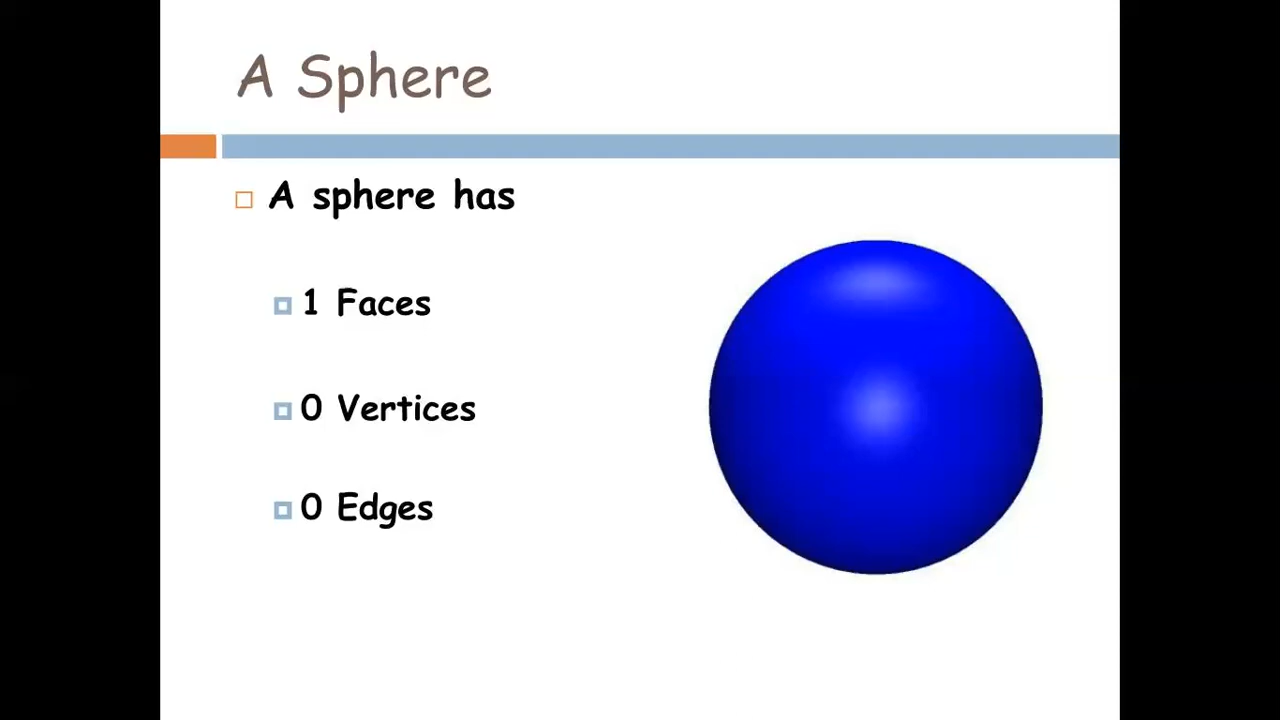 A Sphere
A sphere has
1 Faces
0 Vertices
0 Edges